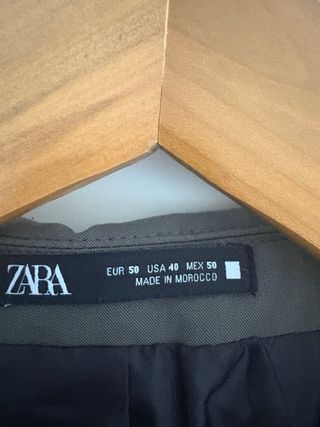 ZARA
EUR 50 USA 40 MEX 50
MADE IN MOROCCO